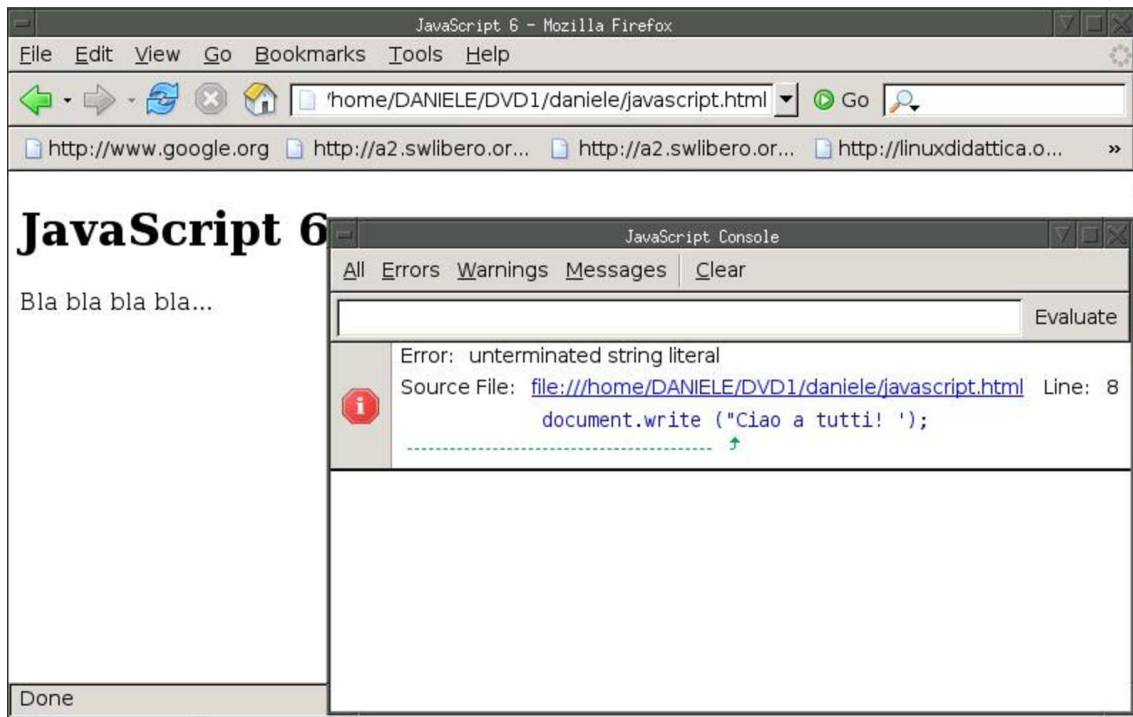 JavaScript 6 - Mozilla Firefox
File Edit View Go Bookmarks Tools Help
'home/DANIELE/DVD1/daniele/javascript.html Go
http://www.google.org http://a2.swlibero.or... http://a2.swlibero.or... http://linuxdidattica.o... »
JavaScript 6
Bla bla bla bla...
JavaScript Console
All Errors Warnings Messages Clear
Evaluate
Error: unterminated string literal
Source File: file:///home/DANIELE/DVD1/daniele/javascript.html Line: 8
document.write ("Ciao a tutti! ');
Done